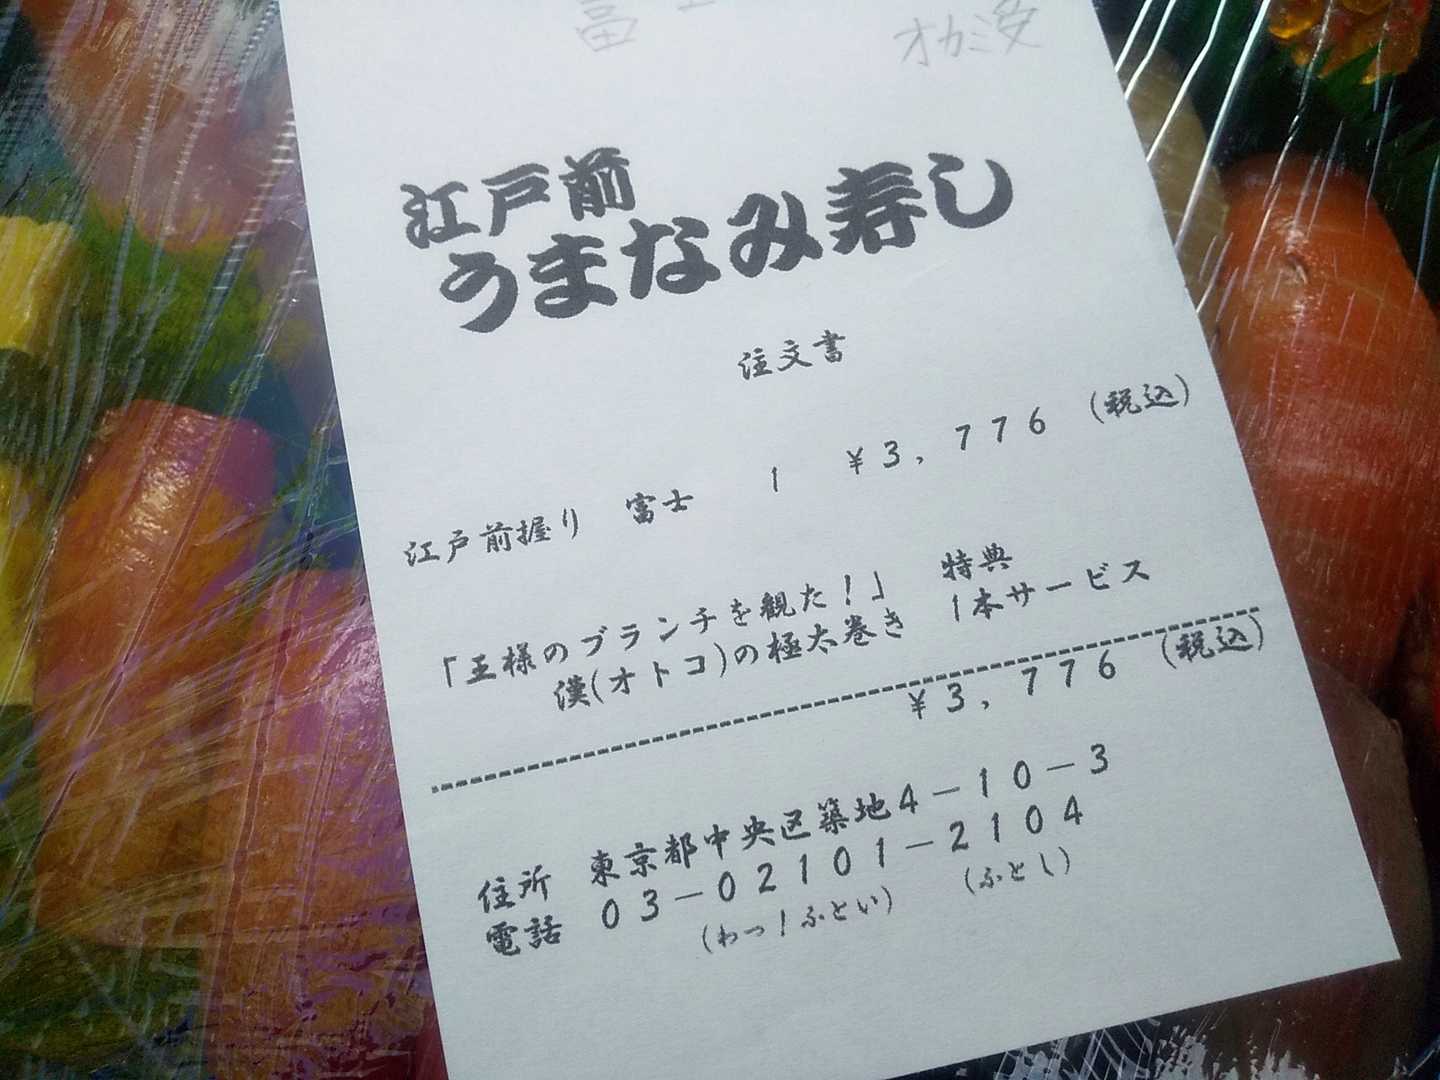 富士
オカミ受
江戸前
うまなみ寿し
注文書
江戸前握り 富士 1 ¥3,776 (税込)
「王様のブランチを観た!」 特典
漢(オトコ)の極太巻き 1本サービス
¥3,776 (税込)
住所 東京都中央区築地4-10-3
電話 03-02101-2104
(わっ!ふとい) (ふとし)